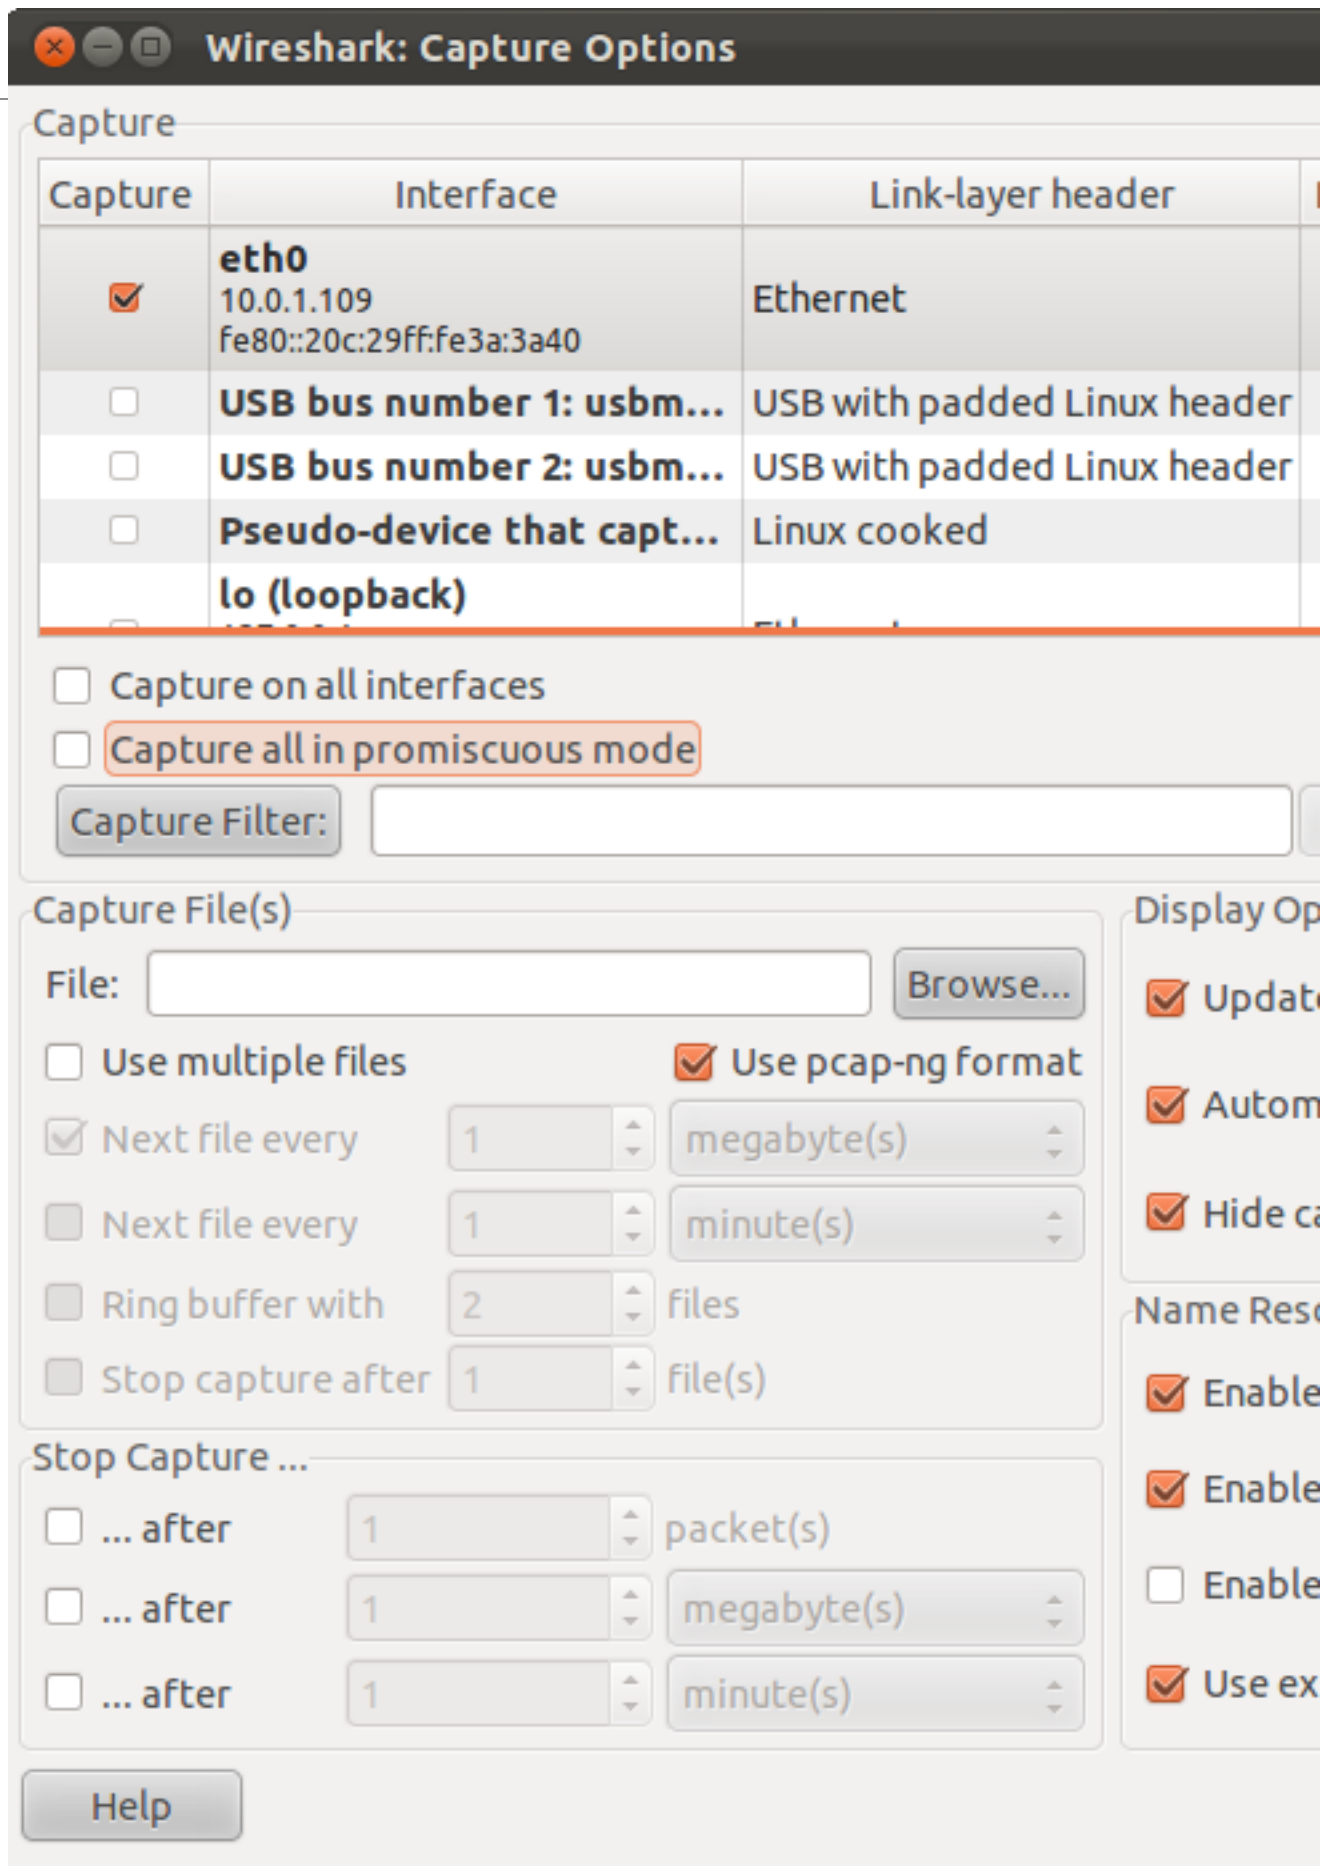 Wireshark: Capture Options
Capture
Capture Interface Link-layer header
eth0
10.0.1.109
fe80::20c:29ff:fe3a:3a40
Ethernet
USB bus number 1: usbm... USB with padded Linux header
USB bus number 2: usbm... USB with padded Linux header
Pseudo-device that capt... Linux cooked
lo (loopback)
Capture on all interfaces
Capture all in promiscuous mode
Capture Filter:
Capture File(s)
File: Browse...
Use multiple files Use pcap-ng format
Next file every 1 megabyte(s)
Next file every 1 minute(s)
Ring buffer with 2 files
Stop capture after 1 file(s)
Stop Capture ...
... after 1 packet(s)
... after 1 megabyte(s)
... after 1 minute(s)
Help
Display Op
Update
Autom
Hide ca
Name Reso
Enable
Enable
Enable
Use ex